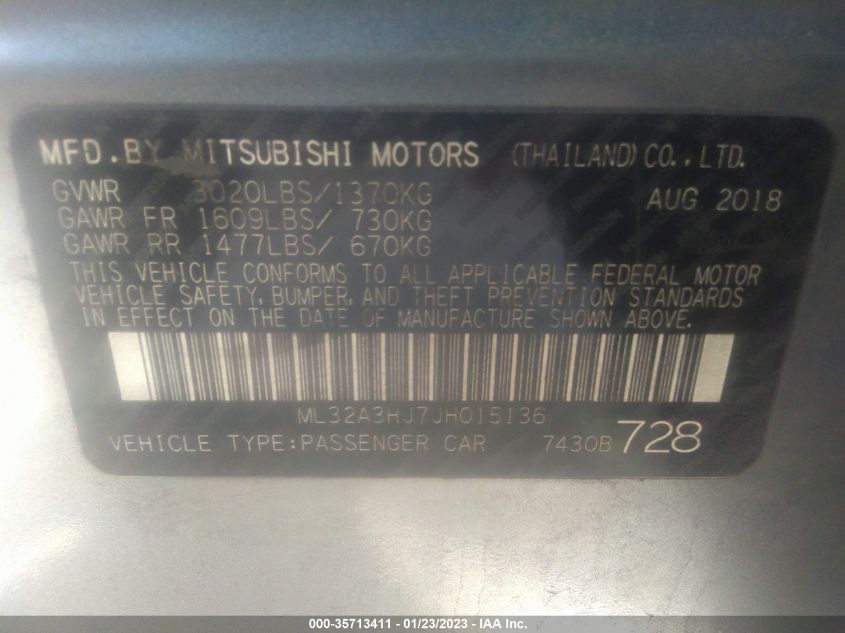 MFD.BY MITSUBISHI MOTORS (THAILAND) CO., LTD.
GVWR 3020LBS/1370KG AUG 2018
GAWR FR 1609LBS/ 730KG
GAWR RR 1477LBS/ 670KG
THIS VEHICLE CONFORMS TO ALL APPLICABLE FEDERAL MOTOR
VEHICLE SAFETY, BUMPER, AND THEFT PREVENTION STANDARDS
IN EFFECT ON THE DATE OF MANUFACTURE SHOWN ABOVE.
ML32A3HJ7JH015136
VEHICLE TYPE:PASSENGER CAR 7430B 728
000-35713411 - 01/23/2023 - IAA Inc.